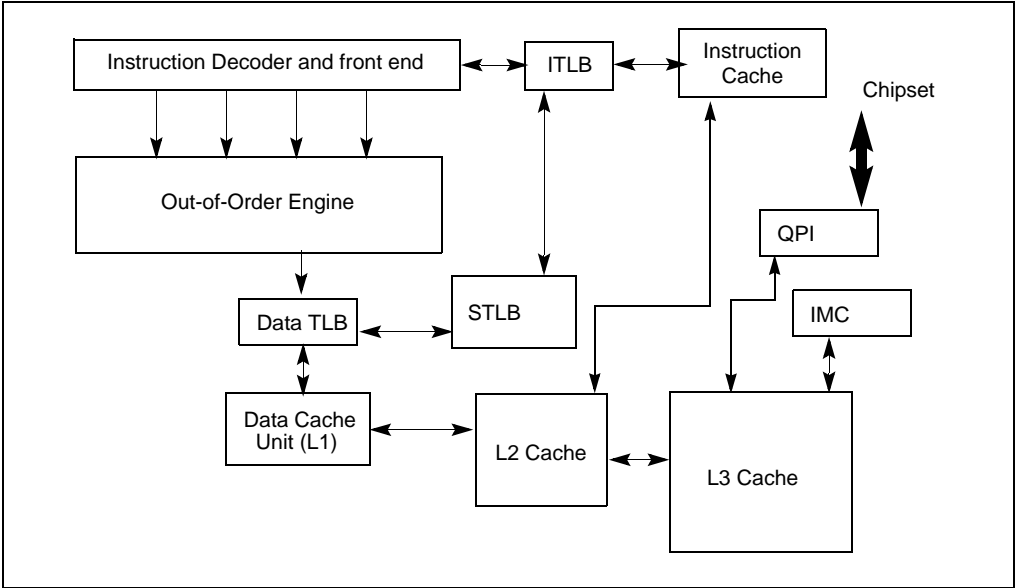 Instruction Decoder and front end
ITLB
Instruction
Cache
Chipset
Out-of-Order Engine
QPI
STLB
IMC
Data TLB
Data Cache
Unit (L1)
L2 Cache
L3 Cache